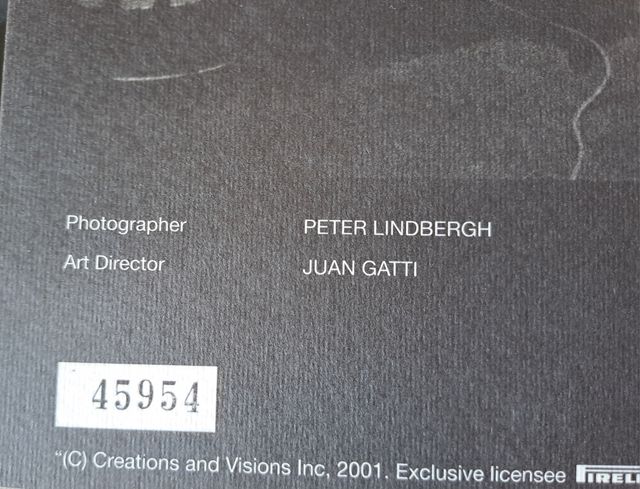 Photographer PETER LINDBERGH
Art Director JUAN GATTI
45954
"(C) Creations and Visions Inc, 2001. Exclusive licensee